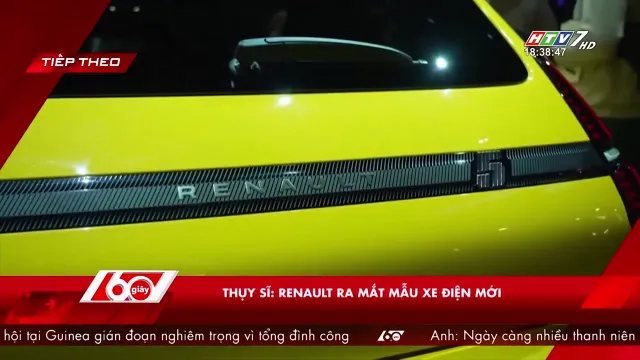 TIẾP THEO
HTV7 HD
18:38:47
RENAULT 5
60 giây
THỤY SĨ: RENAULT RA MẮT MẪU XE ĐIỆN MỚI
hội tại Guinea gián đoạn nghiêm trọng vì tổng đình công 60 Anh: Ngày càng nhiều thanh niên